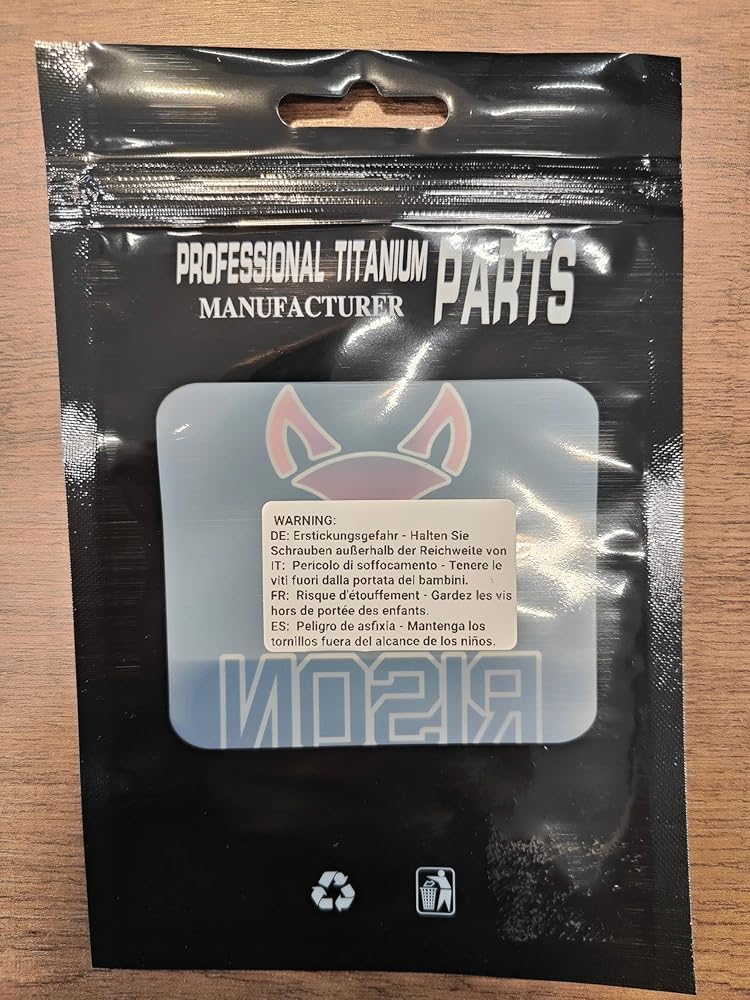 PROFESSIONAL TITANIUM PARTS
MANUFACTURER
WARNING:
DE: Erstickungsgefahr - Halten Sie
Schrauben außerhalb der Reichweite von
IT: Pericolo di soffocamento - Tenere le
viti fuori dalla portata dei bambini.
FR: Risque d'étouffement - Gardez les vis
hors de portée des enfants.
ES: Peligro de asfixia - Mantenga los
tornillos fuera del alcance de los niños.
RISON